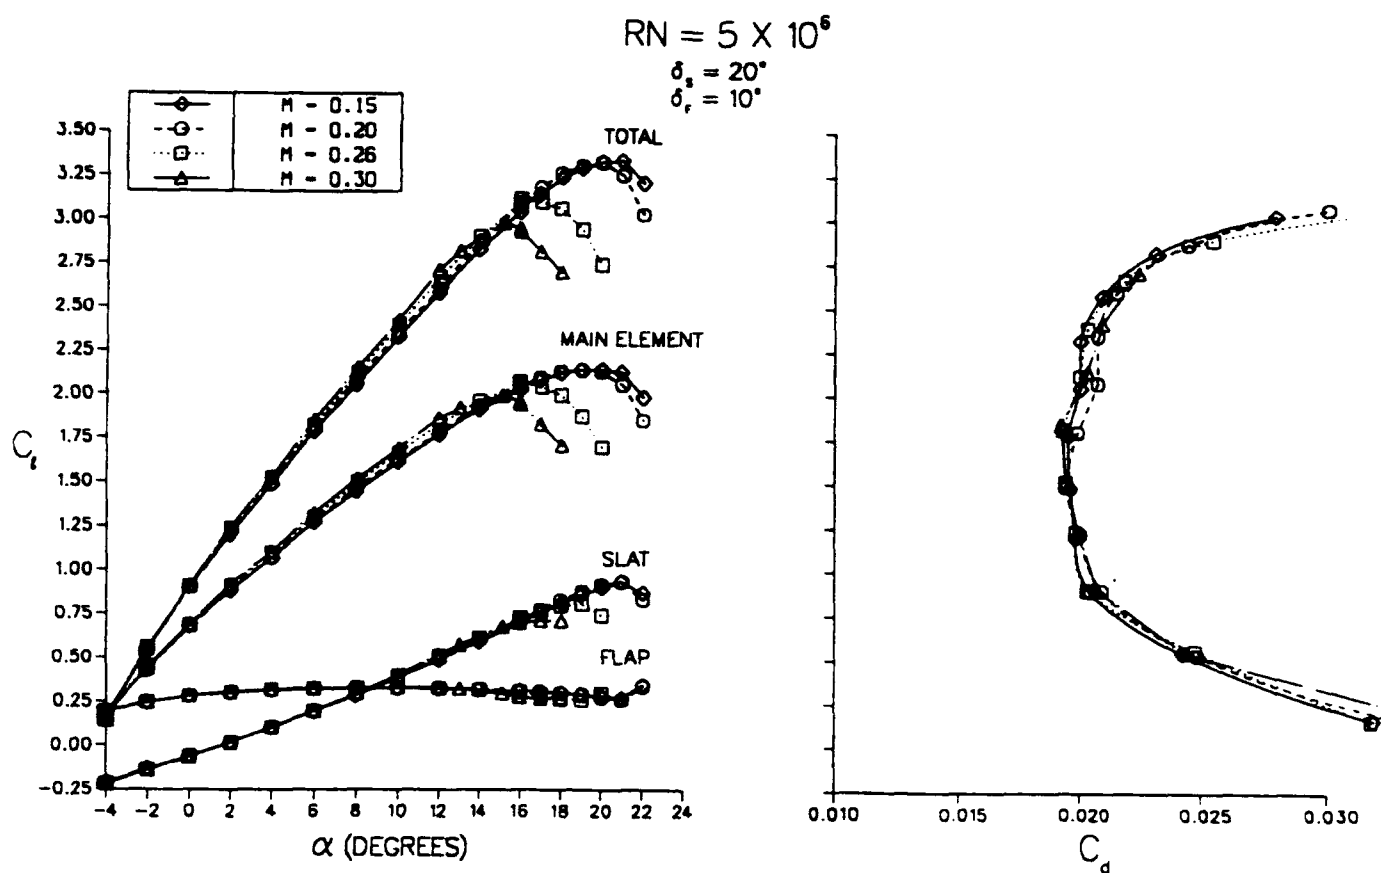 RN = 5 X 10⁶
δs = 20°
δF = 10°
M - 0.15
M - 0.20
M - 0.26
M - 0.30
3.50
3.25
3.00
2.75
2.50
2.25
2.00
1.75
1.50
1.25
1.00
0.75
0.50
0.25
0.00
-0.25
Cℓ
TOTAL
MAIN ELEMENT
SLAT
FLAP
-4 -2 0 2 4 6 8 10 12 14 16 18 20 22 24
α (DEGREES)
0.010 0.015 0.020 0.025 0.030
Cd